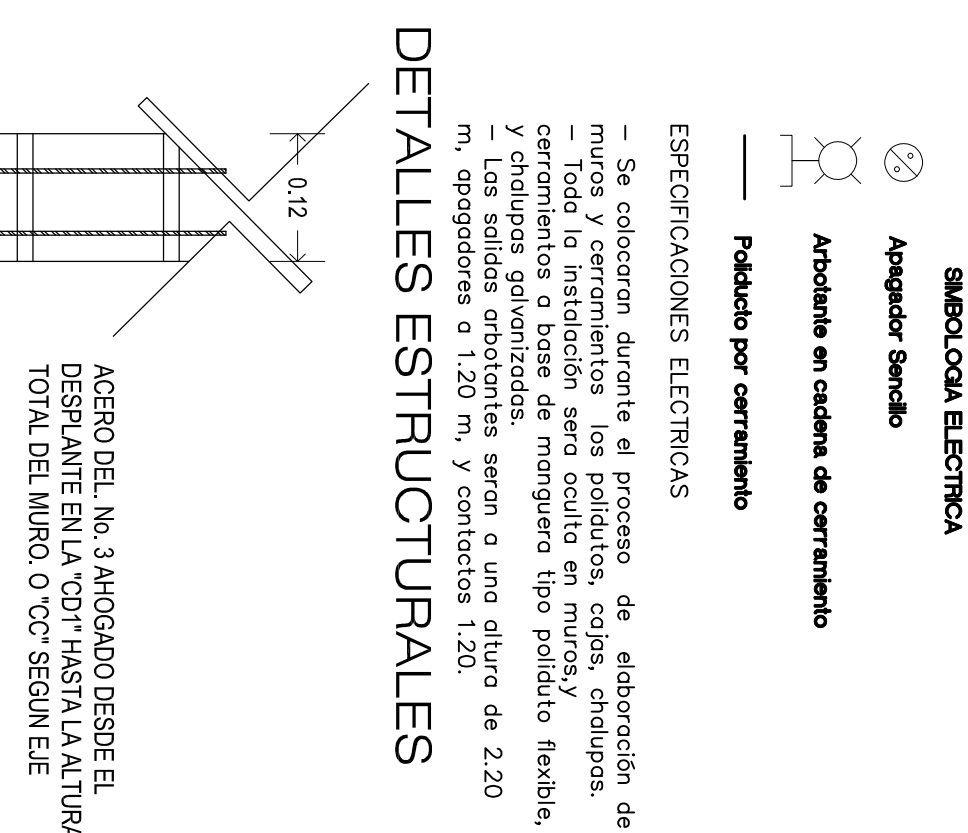 SIMBOLOGIA ELECTRICA
Apagador Sencillo
Arbotante en cadena de cerramiento
Poliducto por cerramiento
ESPECIFICACIONES ELECTRICAS
– Se colocaran durante el proceso de elaboración de
muros y cerramientos los polidutos, cajas, chalupas.
– Toda la instalación sera oculta en muros,y
cerramientos a base de manguera tipo poliduto flexible,
y chalupas galvanizadas.
– Las salidas arbotantes seran a una altura de 2.20
m, apagadores a 1.20 m, y contactos 1.20.
DETALLES ESTRUCTURALES
0.12
ACERO DEL. No. 3 AHOGADO DESDE EL
DESPLANTE EN LA "CD1" HASTA LA ALTURA
TOTAL DEL MURO. O "CC" SEGUN EJE